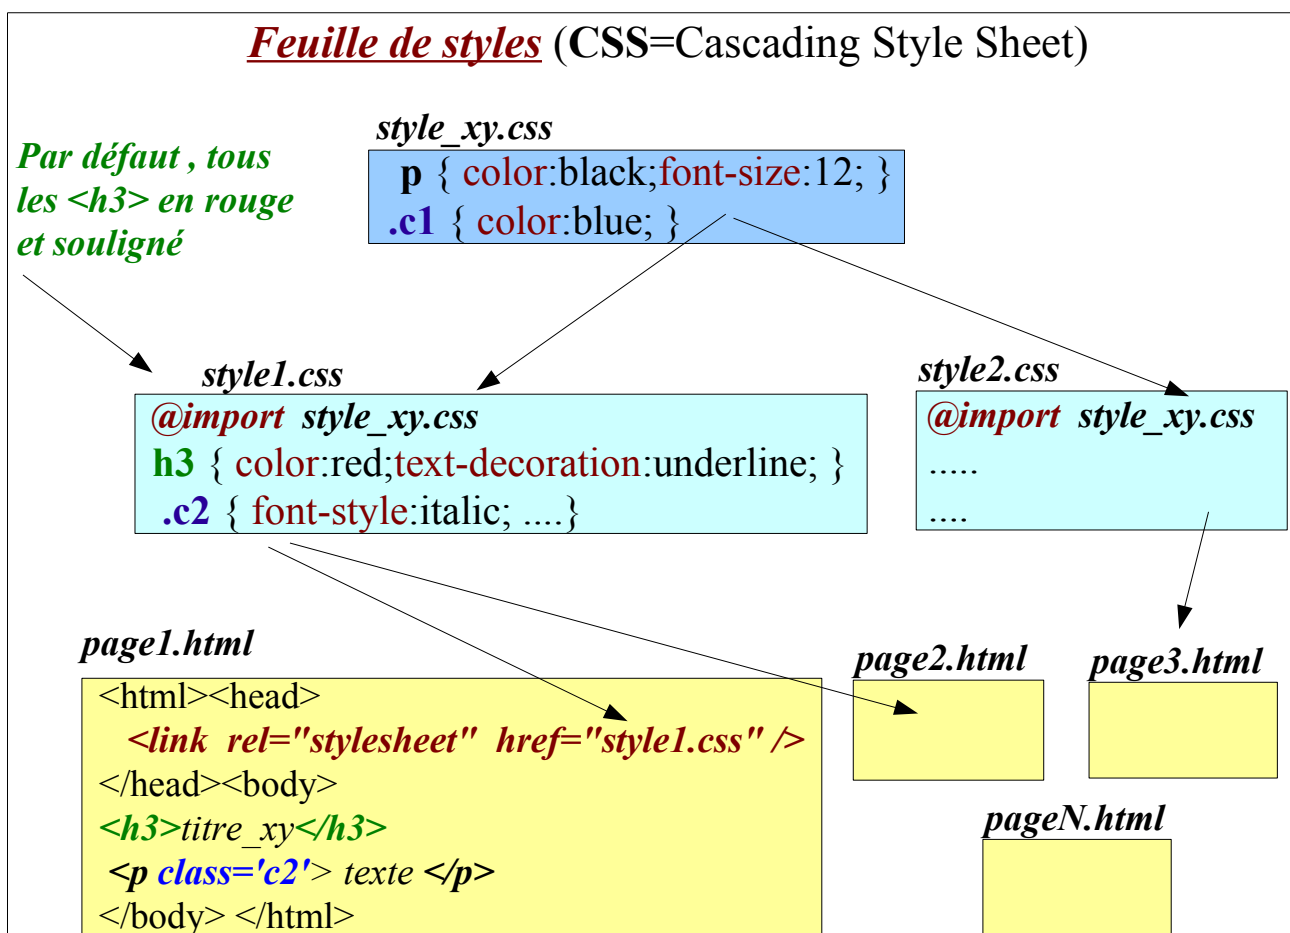 Feuille de styles (CSS=Cascading Style Sheet)
style_xy.css
p { color:black;font-size:12; }
.c1 { color:blue; }
Par défaut , tous
les <h3> en rouge
et souligné
style1.css
@import style_xy.css
h3 { color:red;text-decoration:underline; }
.c2 { font-style:italic; ....}
style2.css
@import style_xy.css
.....
....
page1.html
<html><head>
<link rel="stylesheet" href="style1.css" />
</head><body>
<h3>titre_xy</h3>
<p class='c2'> texte </p>
</body> </html>
page2.html
page3.html
pageN.html